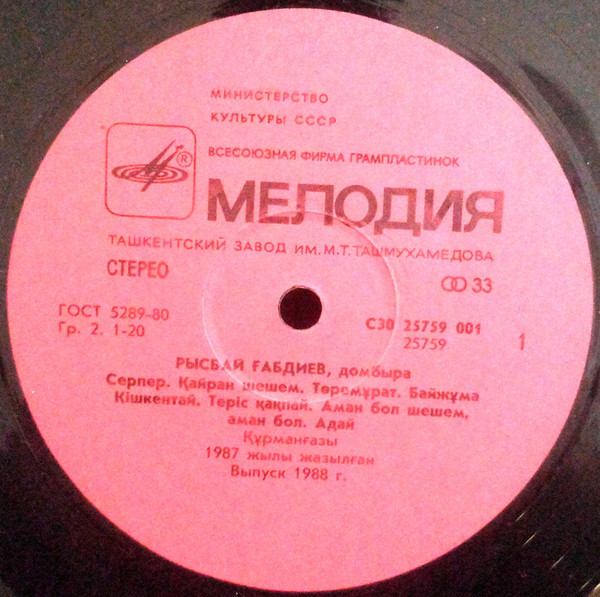 МИНИСТЕРСТВО
КУЛЬТУРЫ СССР
ВСЕСОЮЗНАЯ ФИРМА ГРАМПЛАСТИНОК
®
МЕЛОДИЯ
ТАШКЕНТСКИЙ ЗАВОД ИМ. М.Т. ТАШМУХАМЕДОВА
СТЕРЕО
33
ГОСТ 5289-80
Гр. 2. 1-20
С30 25759 001
25759
1
РЫСБАЙ ҒАБДИЕВ, домбыра
Серпер. Қайран шешем. Төремұрат. Байжұма
Кішкентай. Теріс қақпай. Аман бол шешем,
аман бол. Адай
Құрманғазы
1987 жылы жазылған
Выпуск 1988 г.